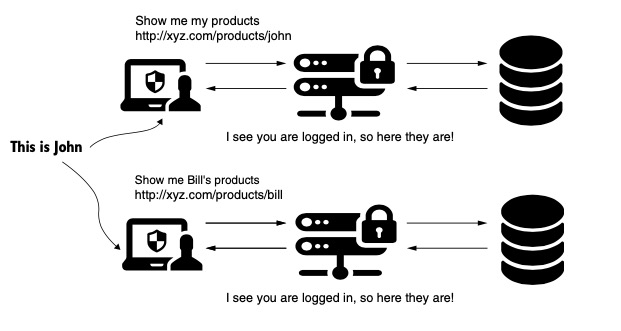 Show me my products
http://xyz.com/products/john
I see you are logged in, so here they are!
This is John
Show me Bill's products
http://xyz.com/products/bill
I see you are logged in, so here they are!